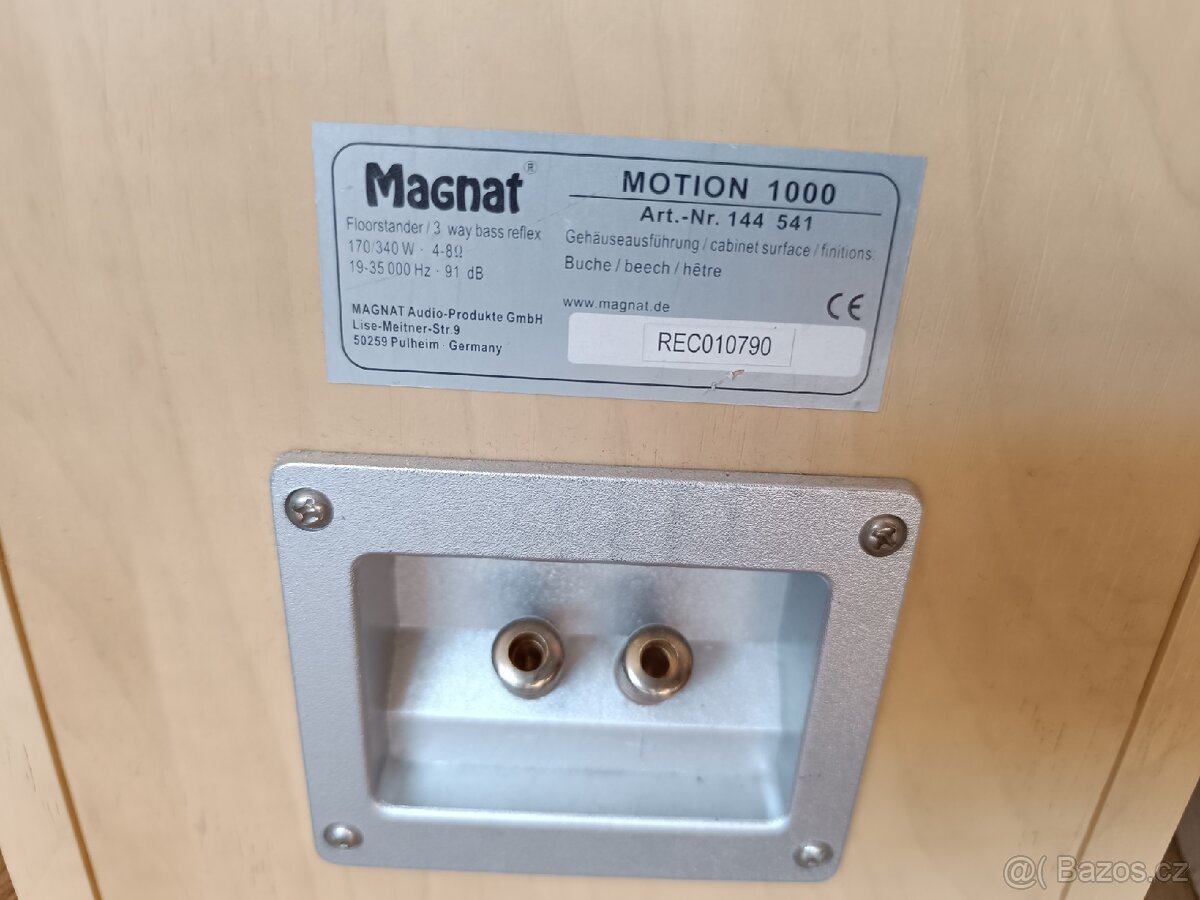 Magnat®
Floorstander / 3 way bass reflex
170/340 W · 4-8Ω
19-35 000 Hz · 91 dB
MAGNAT Audio-Produkte GmbH
Lise-Meitner-Str.9
50259 Pulheim · Germany
MOTION 1000
Art.-Nr. 144 541
Gehäuseausführung / cabinet surface / finitions:
Buche / beech / hêtre
www.magnat.de
CE
REC010790
@( Bazos.cz